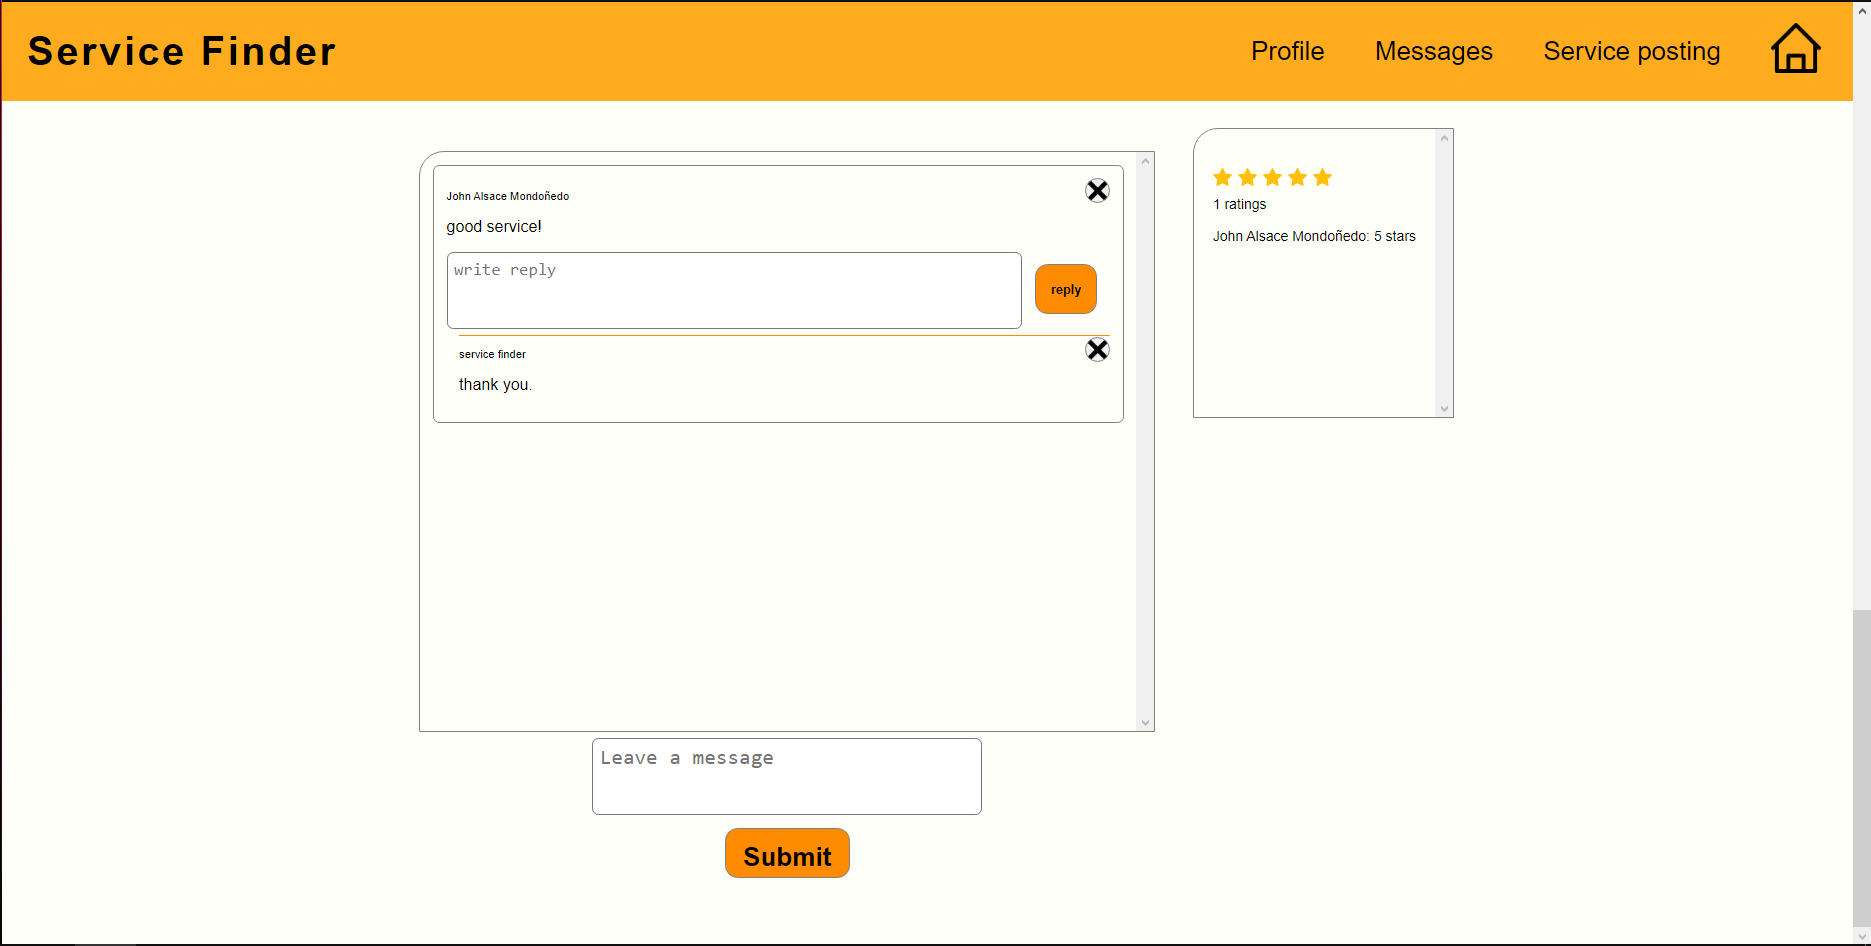 Service Finder
Profile
Messages
Service posting
John Alsace Mondoñedo
good service!
write reply
reply
service finder
thank you.
Leave a message
Submit
1 ratings
John Alsace Mondoñedo: 5 stars